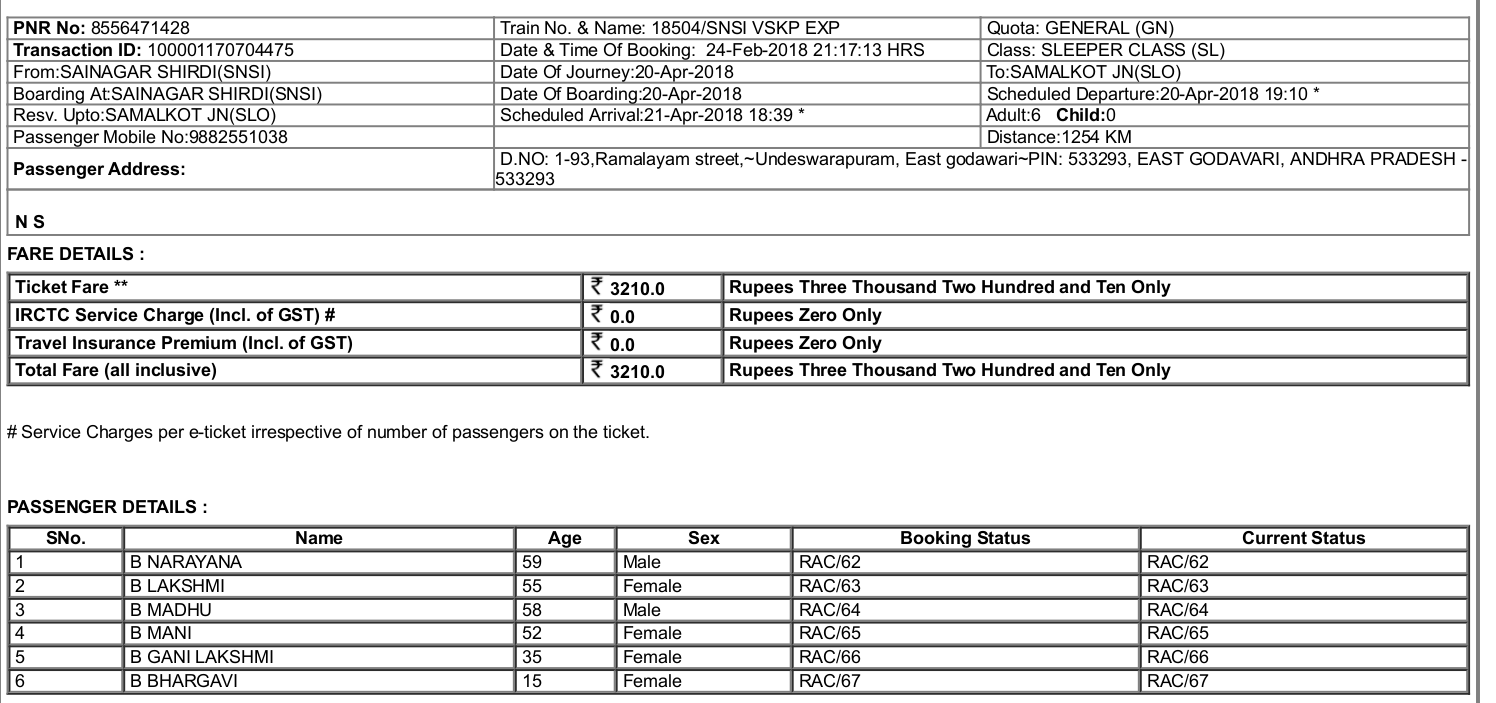 PNR No: 8556471428 Train No. & Name: 18504/SNSI VSKP EXP Quota: GENERAL (GN)
Transaction ID: 100001170704475 Date & Time Of Booking: 24-Feb-2018 21:17:13 HRS Class: SLEEPER CLASS (SL)
From:SAINAGAR SHIRDI(SNSI) Date Of Journey:20-Apr-2018 To:SAMALKOT JN(SLO)
Boarding At:SAINAGAR SHIRDI(SNSI) Date Of Boarding:20-Apr-2018 Scheduled Departure:20-Apr-2018 19:10 *
Resv. Upto:SAMALKOT JN(SLO) Scheduled Arrival:21-Apr-2018 18:39 * Adult:6 Child:0
Passenger Mobile No:9882551038 Distance:1254 KM
Passenger Address: D.NO: 1-93,Ramalayam street,~Undeswarapuram, East godawari~PIN: 533293, EAST GODAVARI, ANDHRA PRADESH -
533293
N S
FARE DETAILS :
Ticket Fare ** ₹ 3210.0 Rupees Three Thousand Two Hundred and Ten Only
IRCTC Service Charge (Incl. of GST) # ₹ 0.0 Rupees Zero Only
Travel Insurance Premium (Incl. of GST) ₹ 0.0 Rupees Zero Only
Total Fare (all inclusive) ₹ 3210.0 Rupees Three Thousand Two Hundred and Ten Only
# Service Charges per e-ticket irrespective of number of passengers on the ticket.
PASSENGER DETAILS :
SNo. Name Age Sex Booking Status Current Status
1 B NARAYANA 59 Male RAC/62 RAC/62
2 B LAKSHMI 55 Female RAC/63 RAC/63
3 B MADHU 58 Male RAC/64 RAC/64
4 B MANI 52 Female RAC/65 RAC/65
5 B GANI LAKSHMI 35 Female RAC/66 RAC/66
6 B BHARGAVI 15 Female RAC/67 RAC/67